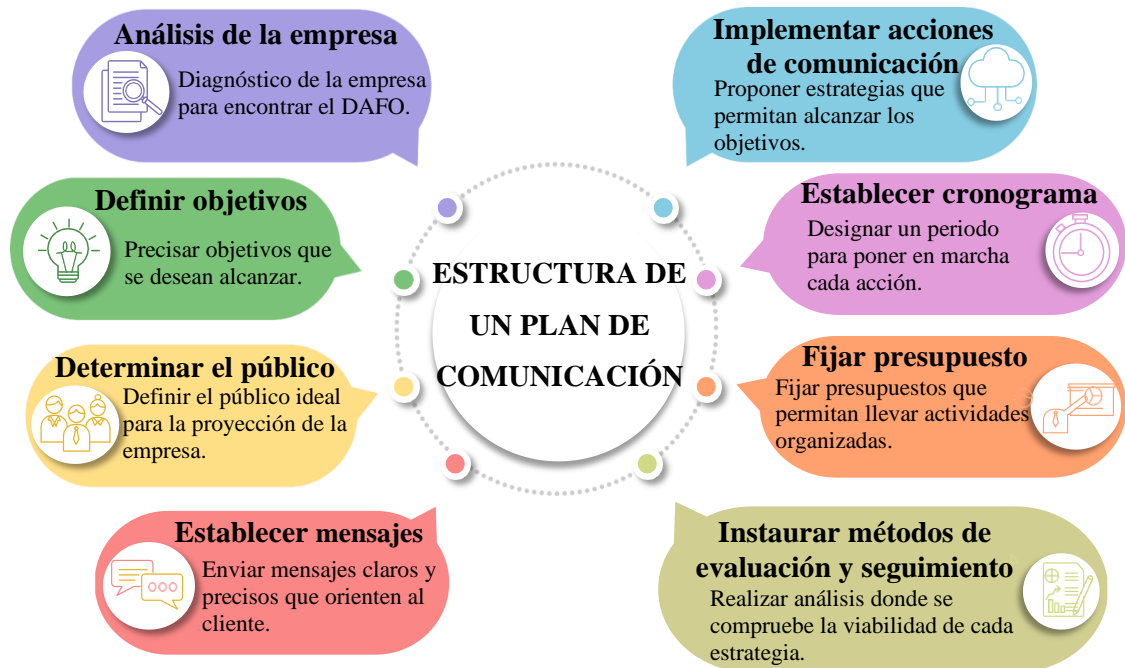 Análisis de la empresa
Diagnóstico de la empresa
para encontrar el DAFO.
Definir objetivos
Precisar objetivos que
se desean alcanzar.
Determinar el público
Definir el público ideal
para la proyección de la
empresa.
Establecer mensajes
Enviar mensajes claros y
precisos que orienten al
cliente.
ESTRUCTURA DE
UN PLAN DE
COMUNICACIÓN
Implementar acciones
de comunicación
Proponer estrategias que
permitan alcanzar los
objetivos.
Establecer cronograma
Designar un periodo
para poner en marcha
cada acción.
Fijar presupuesto
Fijar presupuestos que
permitan llevar actividades
organizadas.
Instaurar métodos de
evaluación y seguimiento
Realizar análisis donde se
compruebe la viabilidad de cada
estrategia.